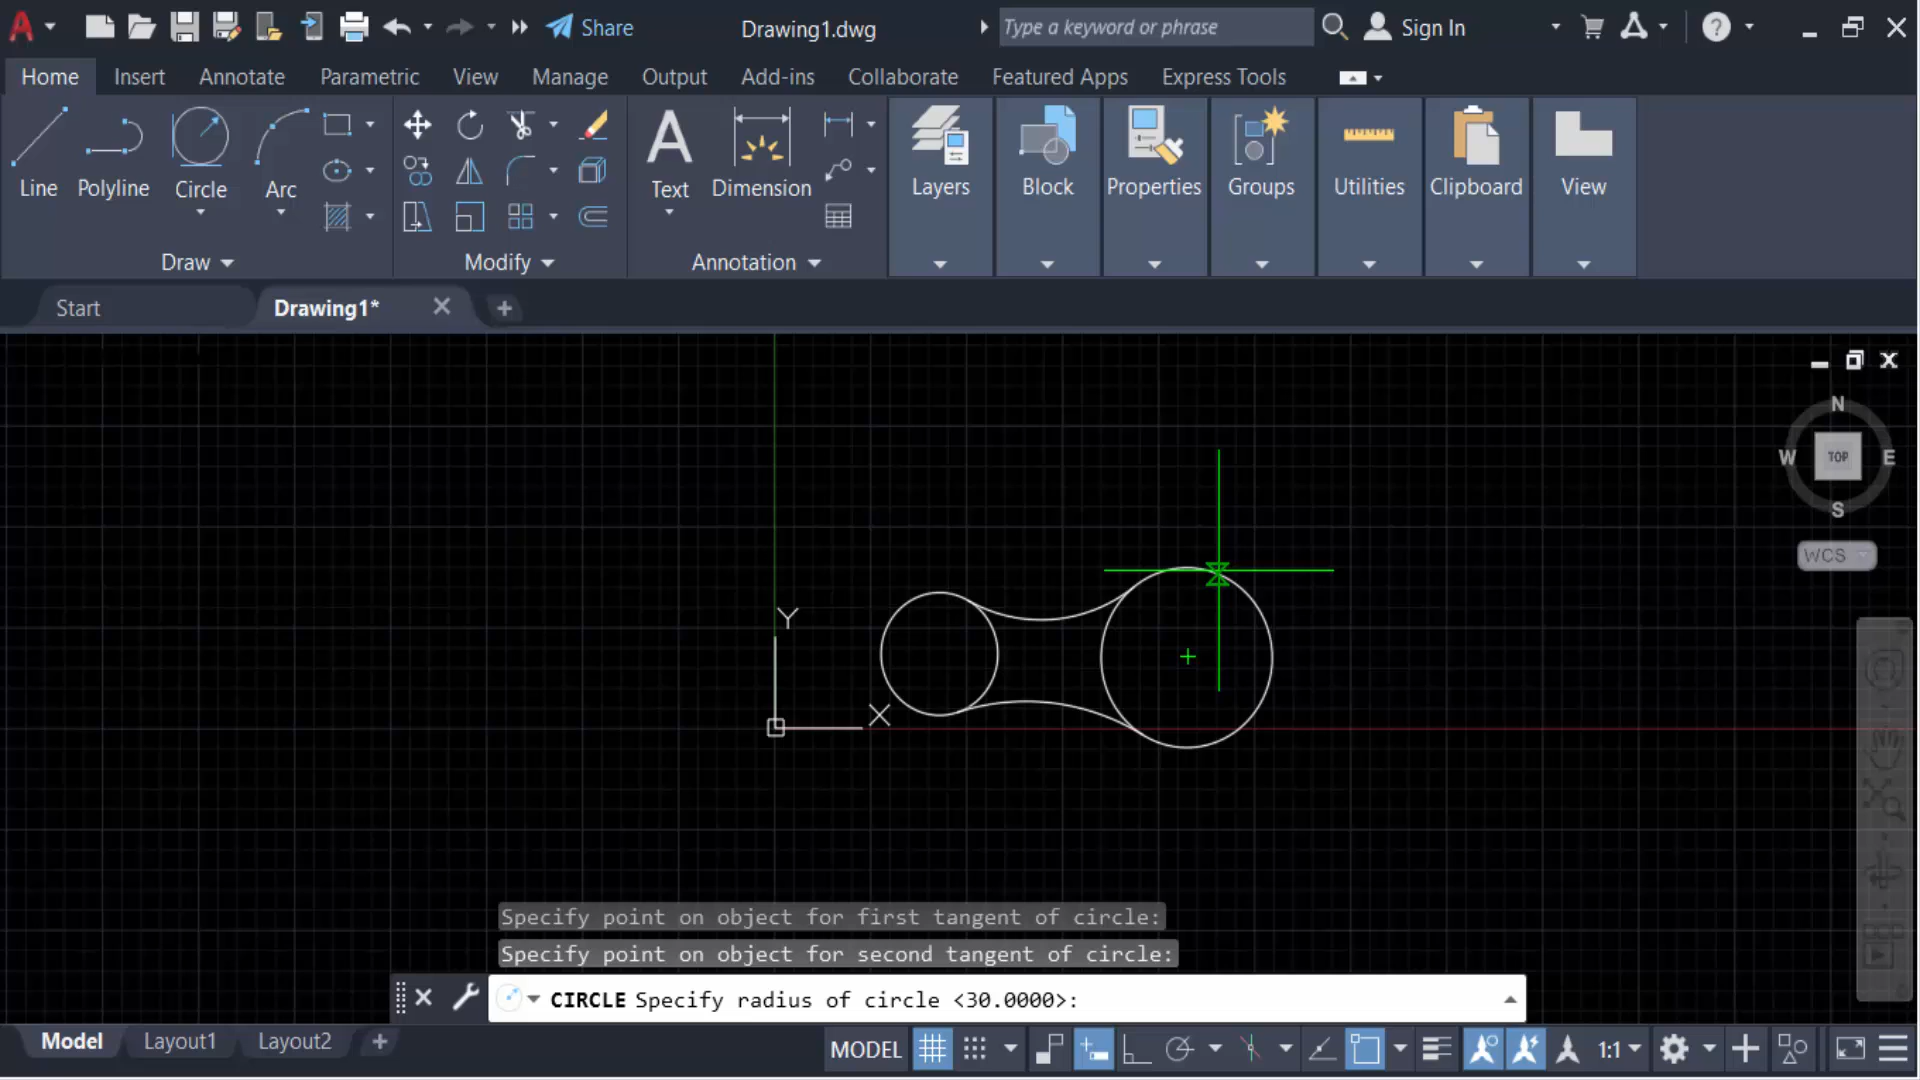 A Share Drawing1.dwg Type a keyword or phrase Sign In ?
Home Insert Annotate Parametric View Manage Output Add-ins Collaborate Featured Apps Express Tools
A
Line Polyline Circle Arc Text Dimension Layers Block Properties Groups Utilities Clipboard View
Draw Modify Annotation
Start Drawing1*
N
W TOP E
S
WCS
Y
X
Specify point on object for first tangent of circle:
Specify point on object for second tangent of circle:
CIRCLE Specify radius of circle <30.0000>:
Model Layout1 Layout2 MODEL 1:1